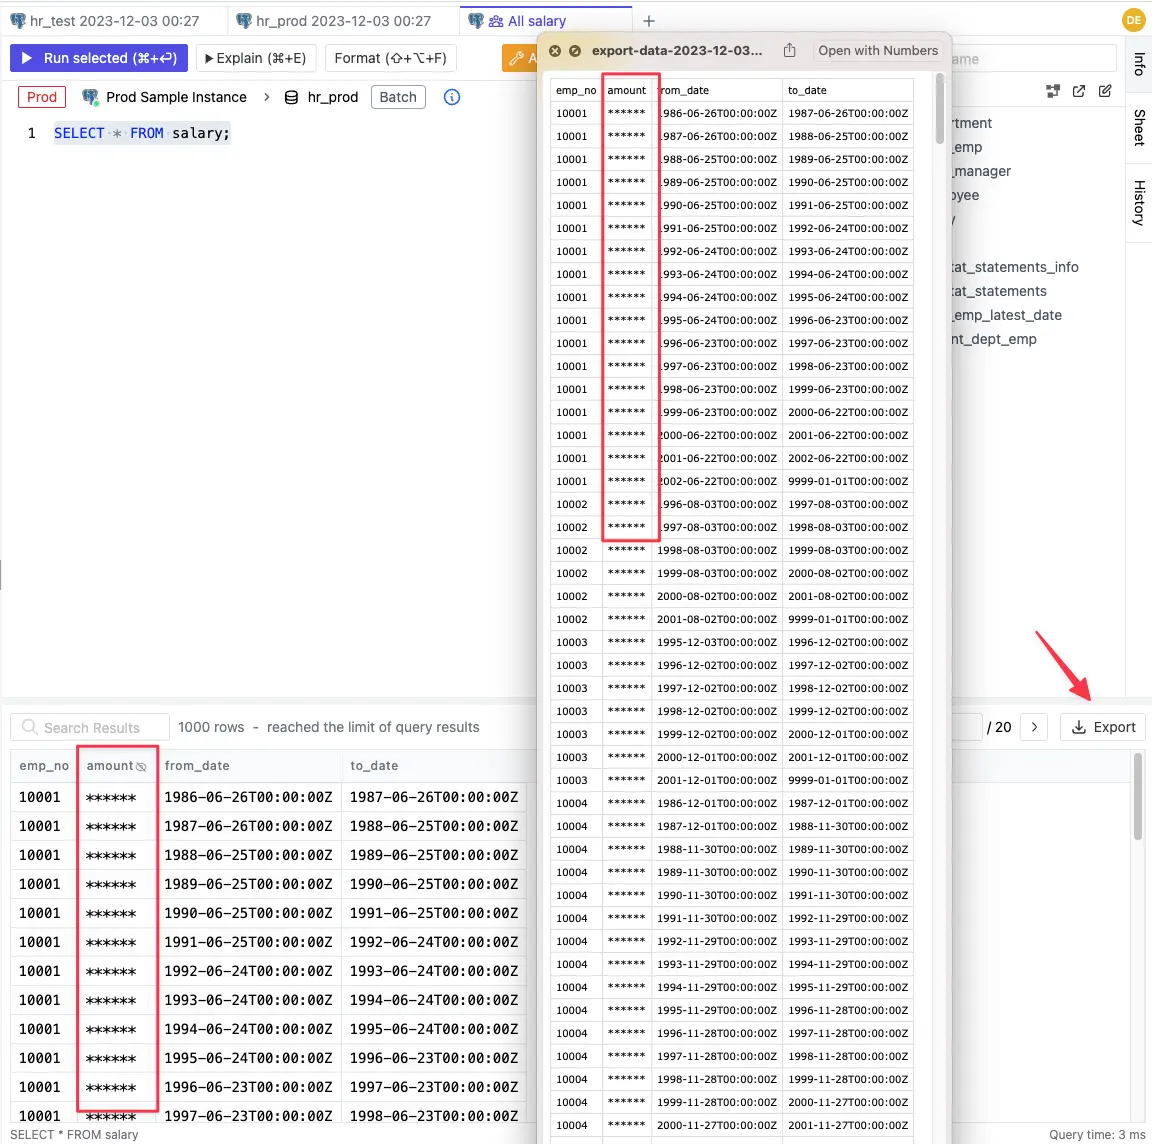 hr_test 2023-12-03 00:27
hr_prod 2023-12-03 00:27
All salary
DE
Run selected (⌘+↵)
Explain (⌘+E)
Format (⇧+⌥+F)
A
ame
Prod
Prod Sample Instance
hr_prod
Batch
1 SELECT * FROM salary;
Info
Sheet
History
rtment
_emp
_manager
oyee
y
tat_statements_info
tat_statements
_emp_latest_date
nt_dept_emp
export-data-2023-12-03...
Open with Numbers
emp_no amount from_date to_date
10001 ****** 1986-06-26T00:00:00Z 1987-06-26T00:00:00Z
10001 ****** 1987-06-26T00:00:00Z 1988-06-25T00:00:00Z
10001 ****** 1988-06-25T00:00:00Z 1989-06-25T00:00:00Z
10001 ****** 1989-06-25T00:00:00Z 1990-06-25T00:00:00Z
10001 ****** 1990-06-25T00:00:00Z 1991-06-25T00:00:00Z
10001 ****** 1991-06-25T00:00:00Z 1992-06-24T00:00:00Z
10001 ****** 1992-06-24T00:00:00Z 1993-06-24T00:00:00Z
10001 ****** 1993-06-24T00:00:00Z 1994-06-24T00:00:00Z
10001 ****** 1994-06-24T00:00:00Z 1995-06-24T00:00:00Z
10001 ****** 1995-06-24T00:00:00Z 1996-06-23T00:00:00Z
10001 ****** 1996-06-23T00:00:00Z 1997-06-23T00:00:00Z
10001 ****** 1997-06-23T00:00:00Z 1998-06-23T00:00:00Z
10001 ****** 1998-06-23T00:00:00Z 1999-06-23T00:00:00Z
10001 ****** 1999-06-23T00:00:00Z 2000-06-22T00:00:00Z
10001 ****** 2000-06-22T00:00:00Z 2001-06-22T00:00:00Z
10001 ****** 2001-06-22T00:00:00Z 2002-06-22T00:00:00Z
10001 ****** 2002-06-22T00:00:00Z 9999-01-01T00:00:00Z
10002 ****** 1996-08-03T00:00:00Z 1997-08-03T00:00:00Z
10002 ****** 1997-08-03T00:00:00Z 1998-08-03T00:00:00Z
10002 ****** 1998-08-03T00:00:00Z 1999-08-03T00:00:00Z
10002 ****** 1999-08-03T00:00:00Z 2000-08-02T00:00:00Z
10002 ****** 2000-08-02T00:00:00Z 2001-08-02T00:00:00Z
10002 ****** 2001-08-02T00:00:00Z 9999-01-01T00:00:00Z
10003 ****** 1995-12-03T00:00:00Z 1996-12-02T00:00:00Z
10003 ****** 1996-12-02T00:00:00Z 1997-12-02T00:00:00Z
10003 ****** 1997-12-02T00:00:00Z 1998-12-02T00:00:00Z
10003 ****** 1998-12-02T00:00:00Z 1999-12-02T00:00:00Z
10003 ****** 1999-12-02T00:00:00Z 2000-12-01T00:00:00Z
10003 ****** 2000-12-01T00:00:00Z 2001-12-01T00:00:00Z
10003 ****** 2001-12-01T00:00:00Z 9999-01-01T00:00:00Z
10004 ****** 1986-12-01T00:00:00Z 1987-12-01T00:00:00Z
10004 ****** 1987-12-01T00:00:00Z 1988-11-30T00:00:00Z
10004 ****** 1988-11-30T00:00:00Z 1989-11-30T00:00:00Z
10004 ****** 1989-11-30T00:00:00Z 1990-11-30T00:00:00Z
10004 ****** 1990-11-30T00:00:00Z 1991-11-30T00:00:00Z
10004 ****** 1991-11-30T00:00:00Z 1992-11-29T00:00:00Z
10004 ****** 1992-11-29T00:00:00Z 1993-11-29T00:00:00Z
10004 ****** 1993-11-29T00:00:00Z 1994-11-29T00:00:00Z
10004 ****** 1994-11-29T00:00:00Z 1995-11-29T00:00:00Z
10004 ****** 1995-11-29T00:00:00Z 1996-11-28T00:00:00Z
10004 ****** 1996-11-28T00:00:00Z 1997-11-28T00:00:00Z
10004 ****** 1997-11-28T00:00:00Z 1998-11-28T00:00:00Z
10004 ****** 1998-11-28T00:00:00Z 1999-11-28T00:00:00Z
10004 ****** 1999-11-28T00:00:00Z 2000-11-27T00:00:00Z
10004 ****** 2000-11-27T00:00:00Z 2001-11-27T00:00:00Z
Search Results
1000 rows - reached the limit of query results
/ 20
Export
emp_no amount from_date to_date
10001 ****** 1986-06-26T00:00:00Z 1987-06-26T00:00:00Z
10001 ****** 1987-06-26T00:00:00Z 1988-06-25T00:00:00Z
10001 ****** 1988-06-25T00:00:00Z 1989-06-25T00:00:00Z
10001 ****** 1989-06-25T00:00:00Z 1990-06-25T00:00:00Z
10001 ****** 1990-06-25T00:00:00Z 1991-06-25T00:00:00Z
10001 ****** 1991-06-25T00:00:00Z 1992-06-24T00:00:00Z
10001 ****** 1992-06-24T00:00:00Z 1993-06-24T00:00:00Z
10001 ****** 1993-06-24T00:00:00Z 1994-06-24T00:00:00Z
10001 ****** 1994-06-24T00:00:00Z 1995-06-24T00:00:00Z
10001 ****** 1995-06-24T00:00:00Z 1996-06-23T00:00:00Z
10001 ****** 1996-06-23T00:00:00Z 1997-06-23T00:00:00Z
10001 ****** 1997-06-23T00:00:00Z 1998-06-23T00:00:00Z
SELECT * FROM salary
Query time: 3 ms